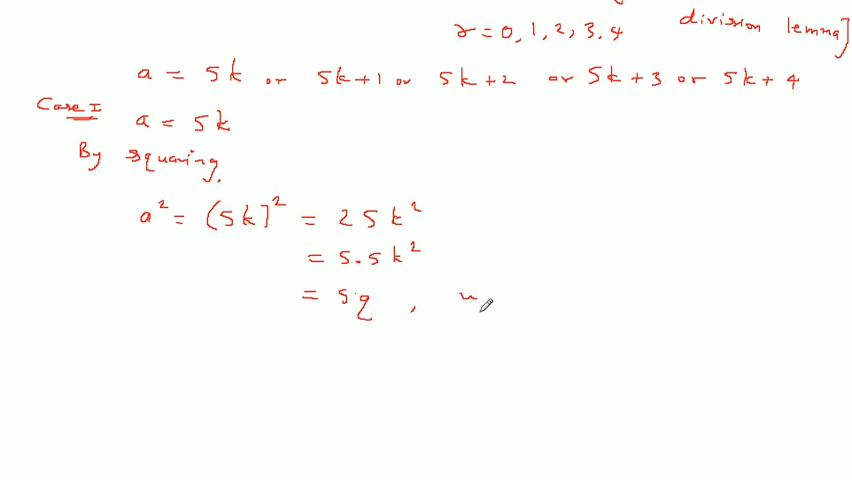 r = 0, 1, 2, 3, 4 division lemma]
a = 5k or 5k+1 or 5k+2 or 5k+3 or 5k+4
Case I a = 5k
By squaring,
a² = (5k]² = 25k²
= 5.5k²
= 5q ,